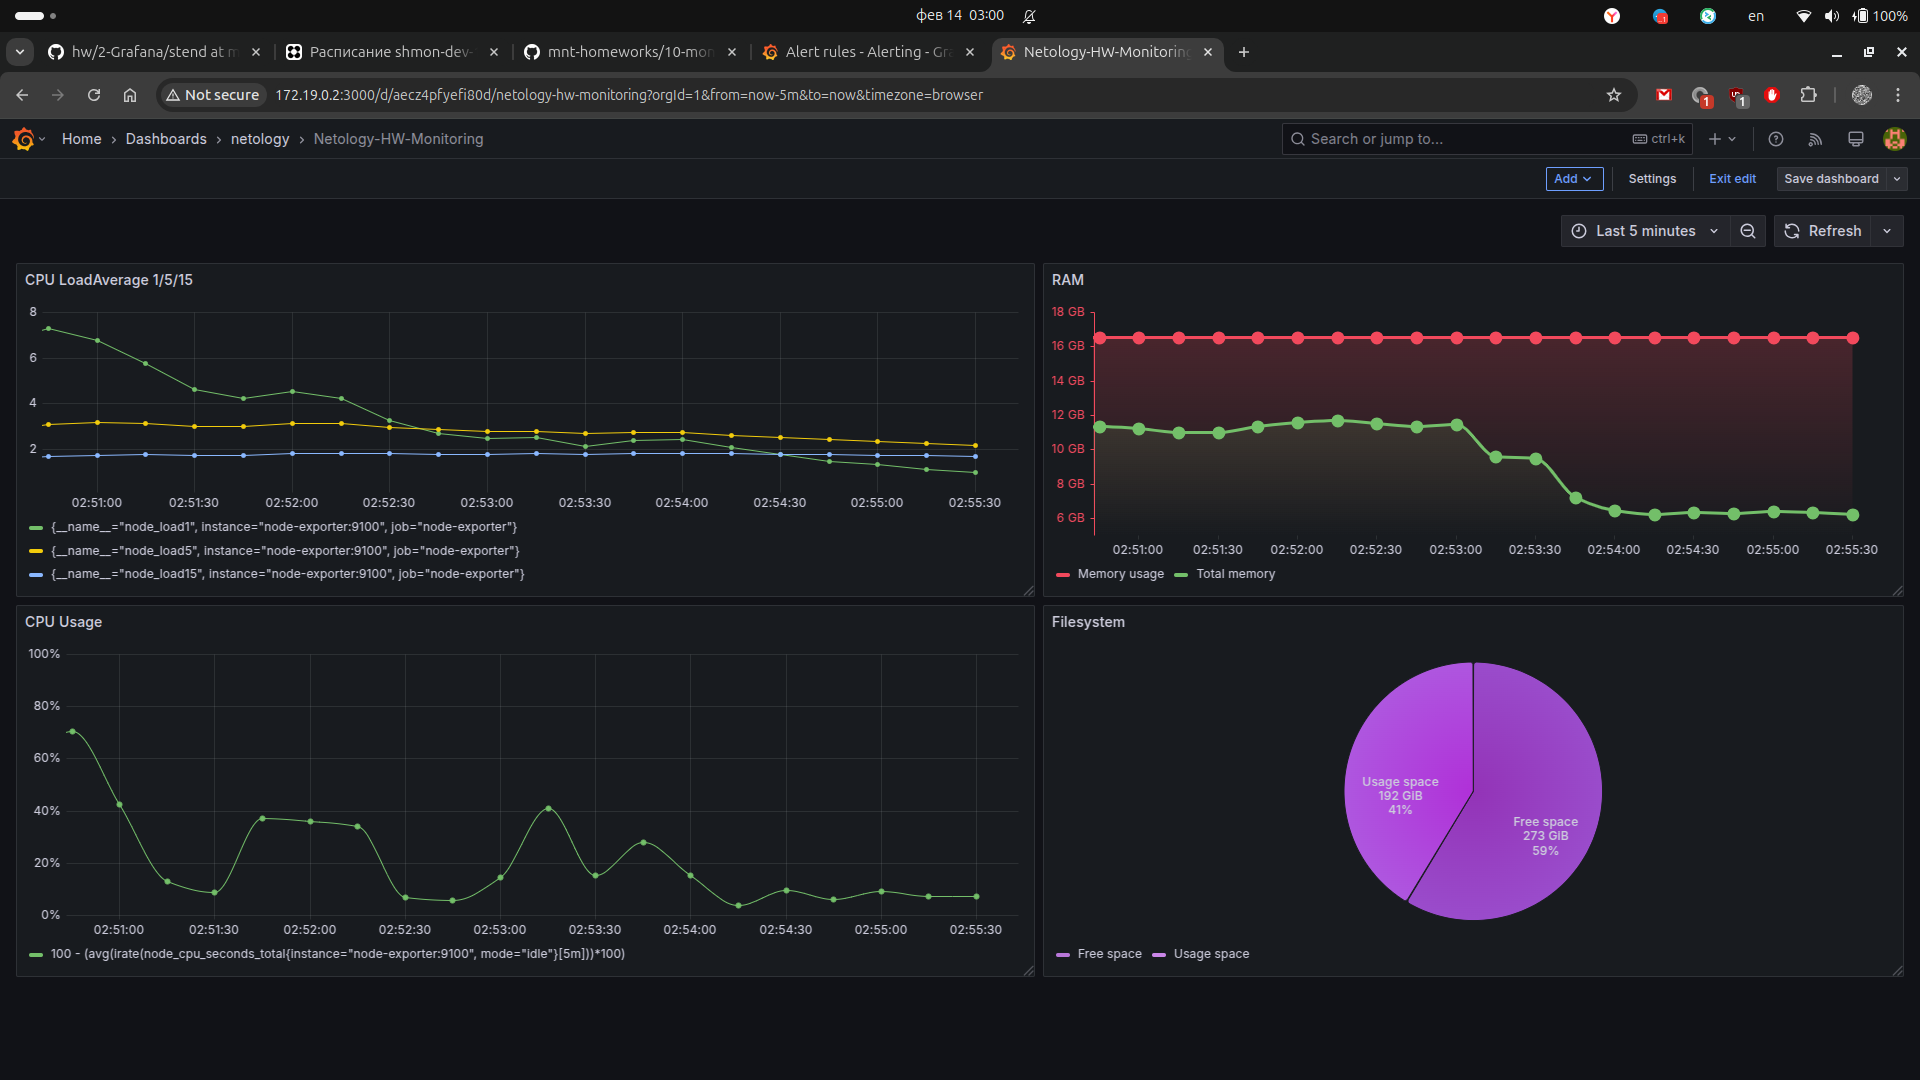 фев 14 03:00
en
100%
hw/2-Grafana/stend at m
Расписание shmon-dev-
mnt-homeworks/10-mon
Alert rules - Alerting - Gra
Netology-HW-Monitoring
Not secure
172.19.0.2:3000/d/aecz4pfyefi80d/netology-hw-monitoring?orgId=1&from=now-5m&to=now&timezone=browser
1
1
Home › Dashboards › netology › Netology-HW-Monitoring
Search or jump to...
ctrl+k
Add
Settings
Exit edit
Save dashboard
Last 5 minutes
Refresh
CPU LoadAverage 1/5/15
8
6
4
2
02:51:00 02:51:30 02:52:00 02:52:30 02:53:00 02:53:30 02:54:00 02:54:30 02:55:00 02:55:30
{__name__="node_load1", instance="node-exporter:9100", job="node-exporter"}
{__name__="node_load5", instance="node-exporter:9100", job="node-exporter"}
{__name__="node_load15", instance="node-exporter:9100", job="node-exporter"}
RAM
18 GB
16 GB
14 GB
12 GB
10 GB
8 GB
6 GB
02:51:00 02:51:30 02:52:00 02:52:30 02:53:00 02:53:30 02:54:00 02:54:30 02:55:00 02:55:30
Memory usage Total memory
CPU Usage
100%
80%
60%
40%
20%
0%
02:51:00 02:51:30 02:52:00 02:52:30 02:53:00 02:53:30 02:54:00 02:54:30 02:55:00 02:55:30
100 - (avg(irate(node_cpu_seconds_total{instance="node-exporter:9100", mode="idle"}[5m]))*100)
Filesystem
Usage space
192 GiB
41%
Free space
273 GiB
59%
Free space Usage space